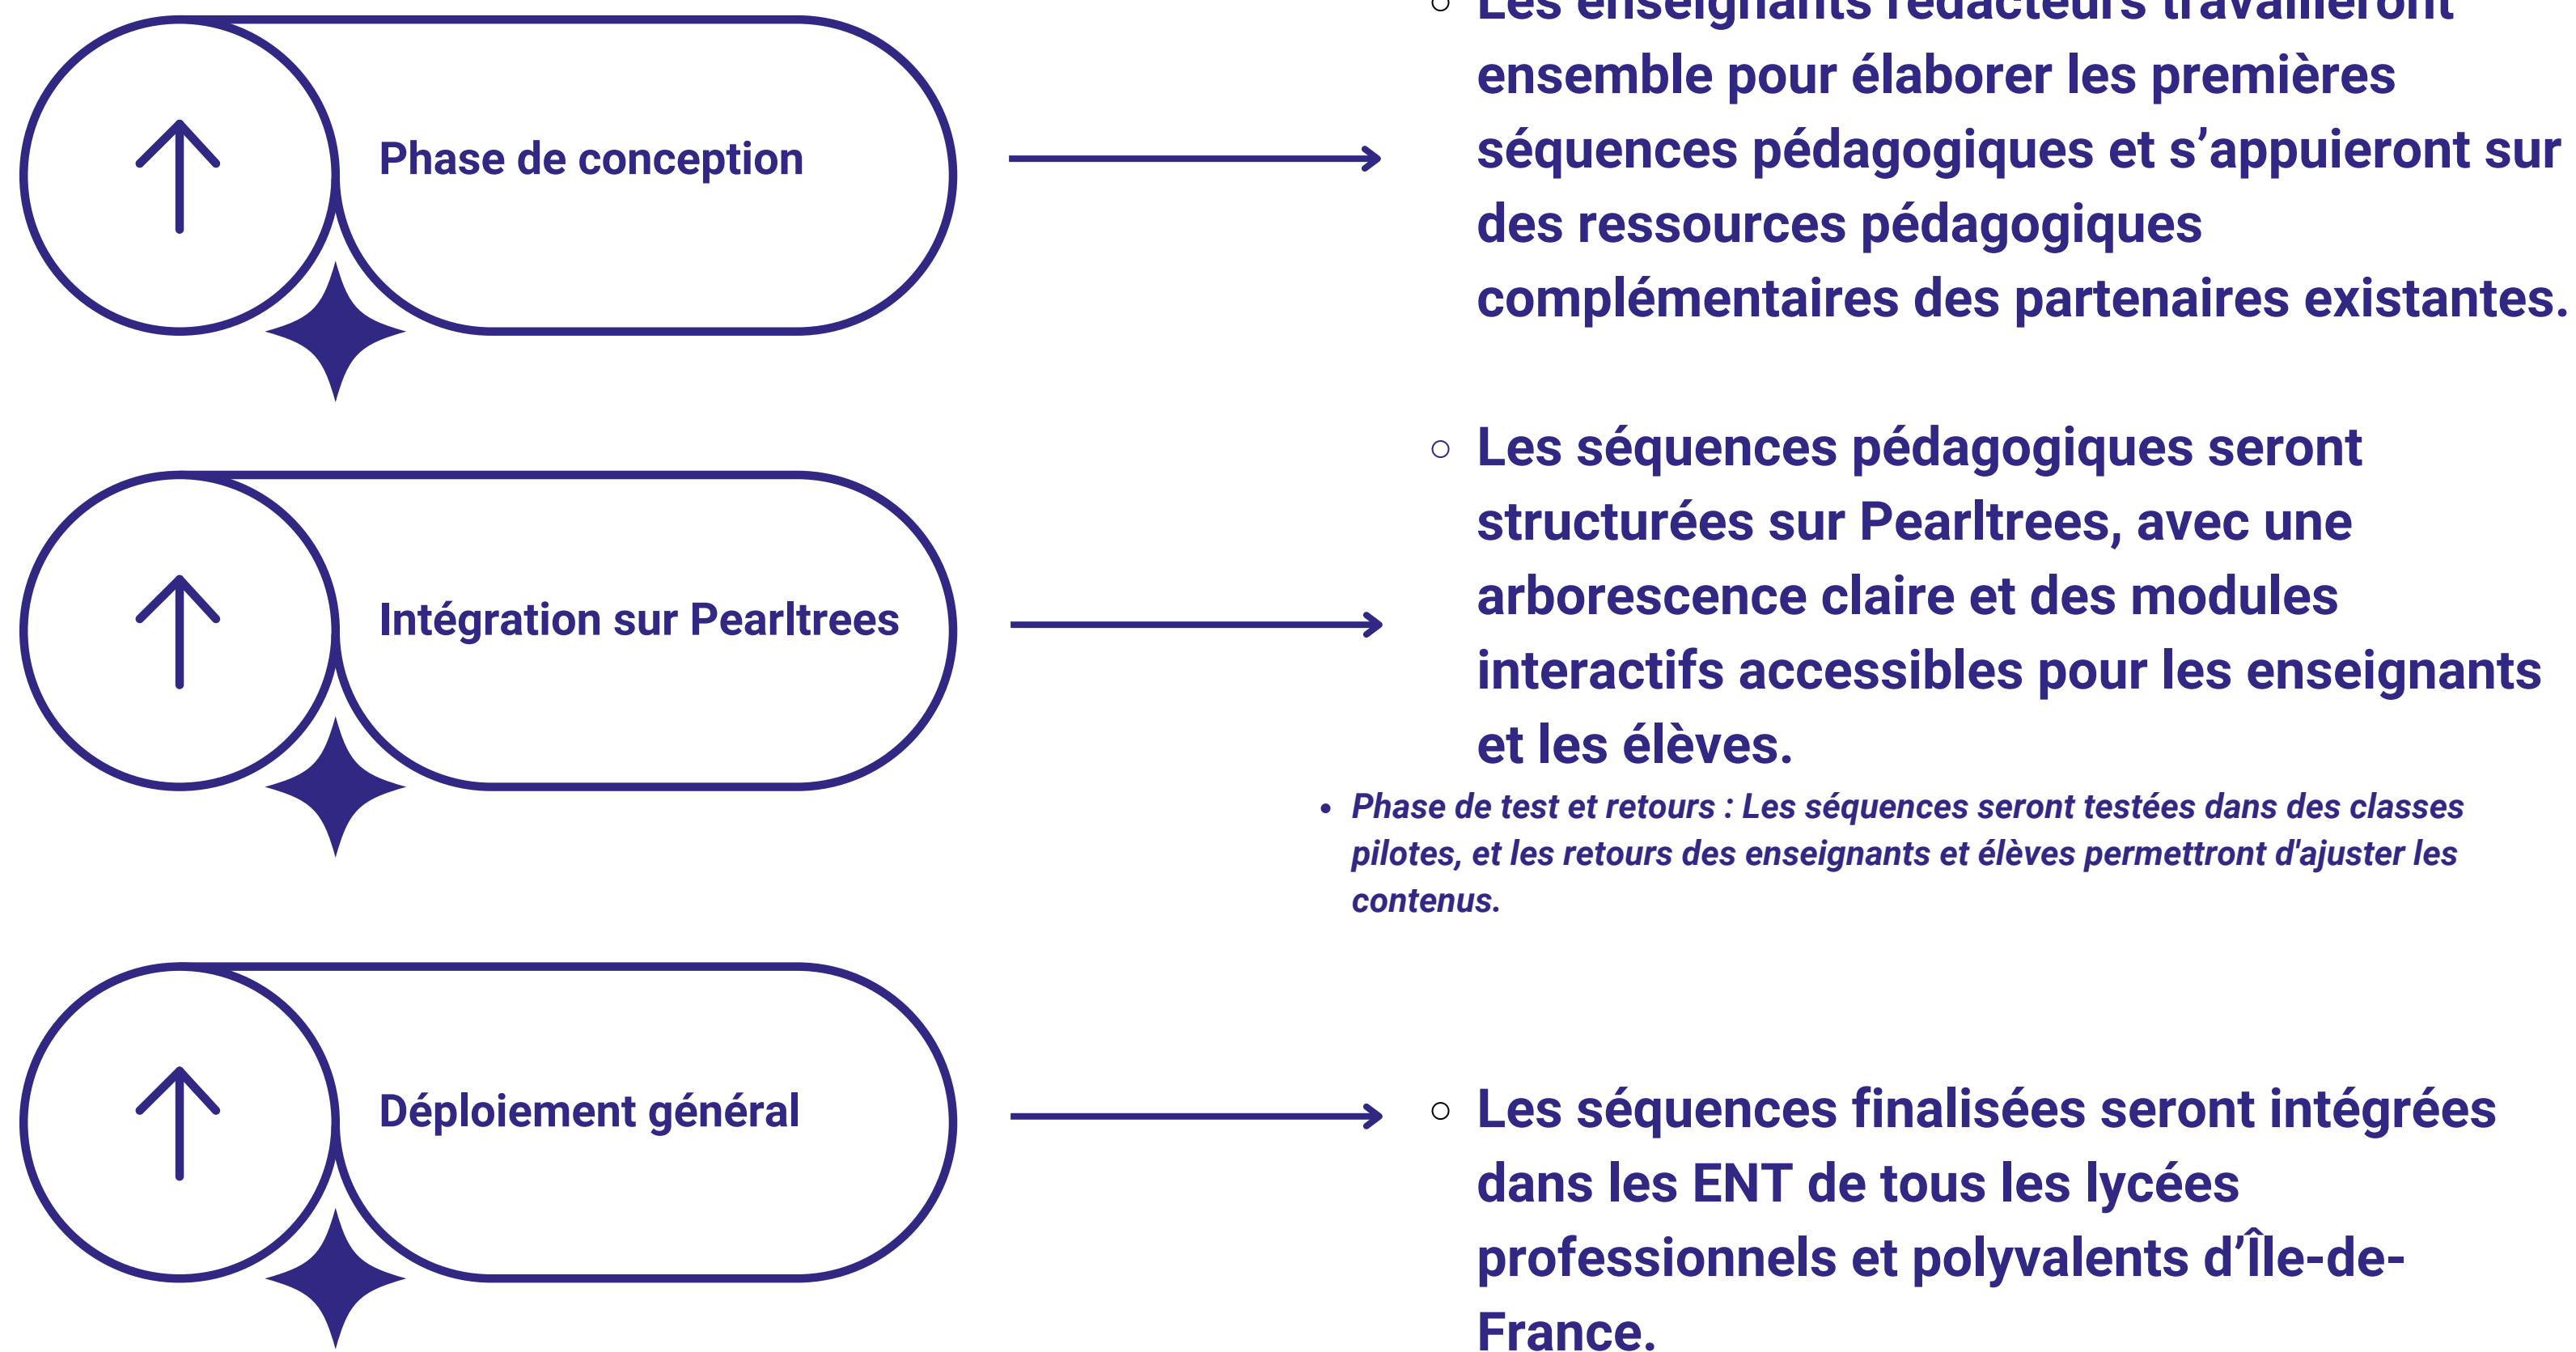 Phase de conception
Les enseignants rédacteurs travailleront
ensemble pour élaborer les premières
séquences pédagogiques et s’appuieront sur
des ressources pédagogiques
complémentaires des partenaires existantes.
Intégration sur Pearltrees
Les séquences pédagogiques seront
structurées sur Pearltrees, avec une
arborescence claire et des modules
interactifs accessibles pour les enseignants
et les élèves.
• Phase de test et retours : Les séquences seront testées dans des classes
pilotes, et les retours des enseignants et élèves permettront d'ajuster les
contenus.
Déploiement général
Les séquences finalisées seront intégrées
dans les ENT de tous les lycées
professionnels et polyvalents d’Île-de-
France.